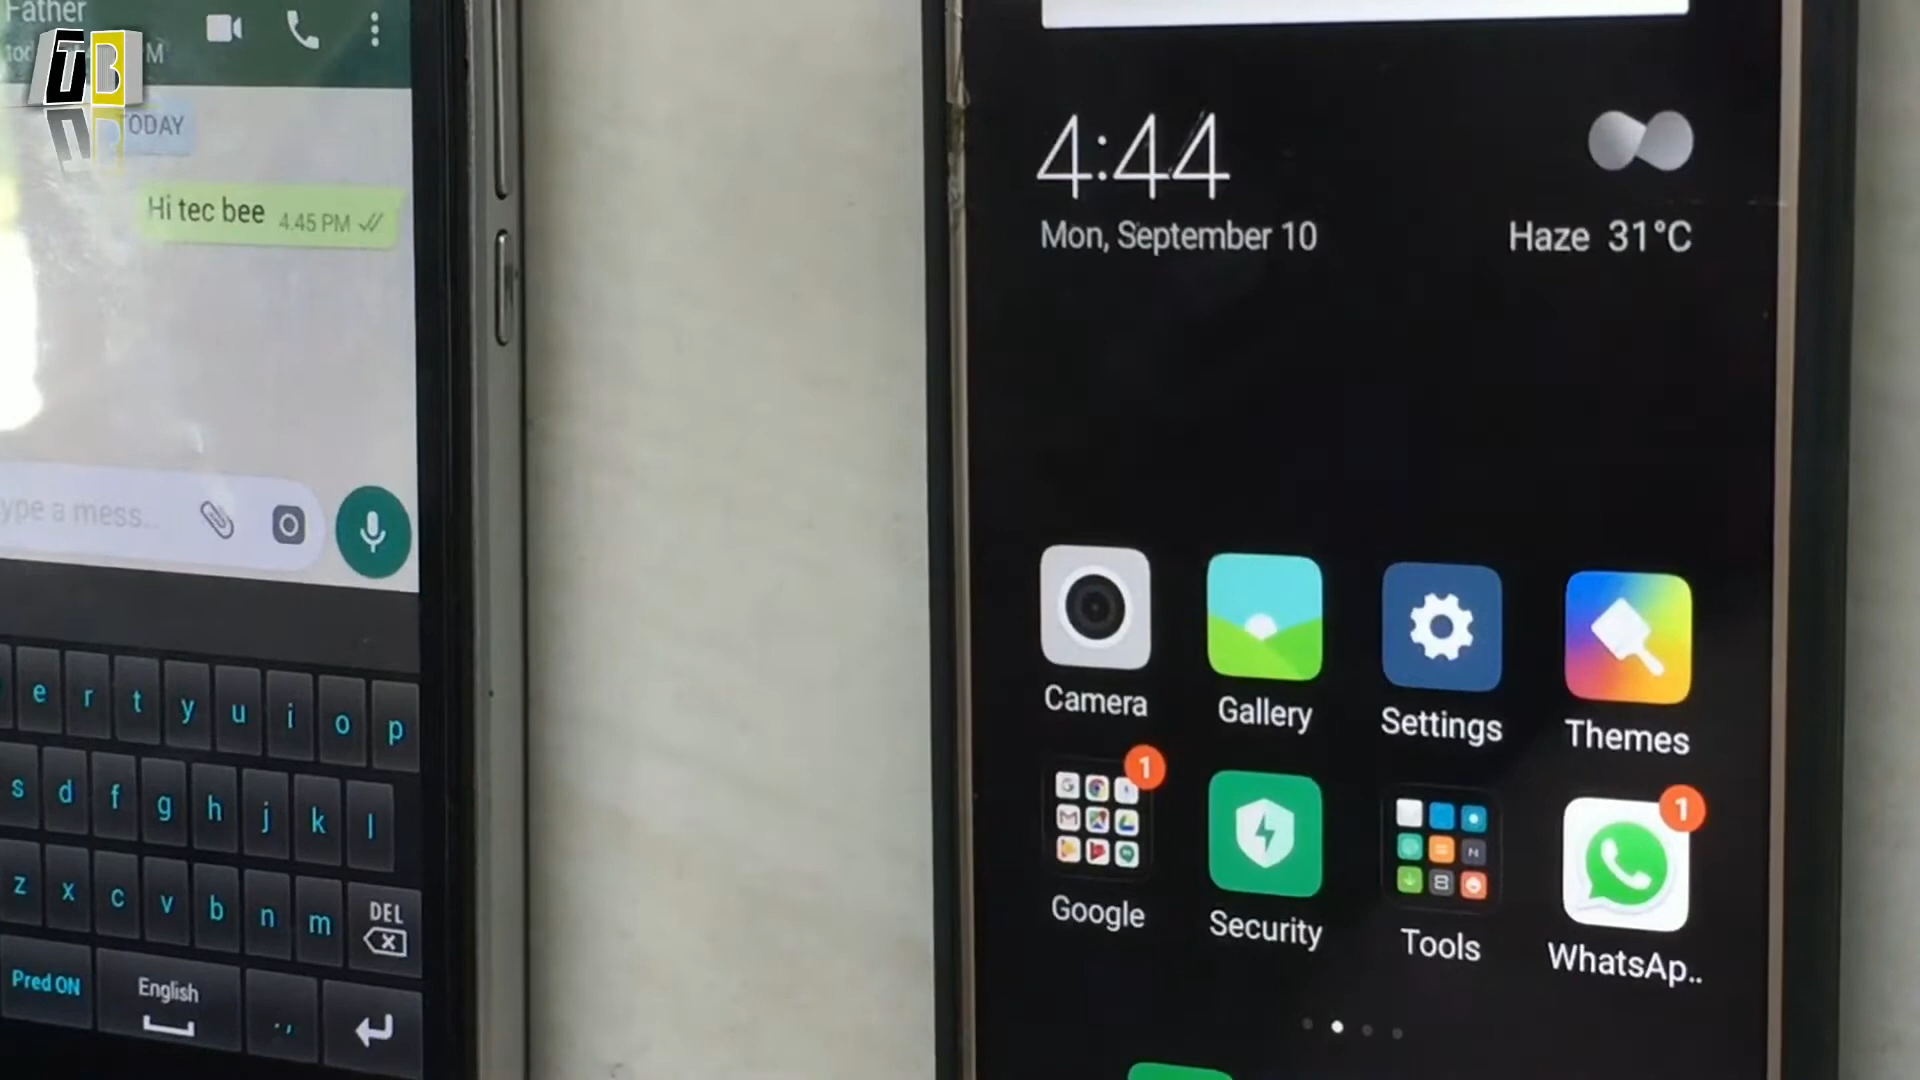 Father
TB
TODAY
Hi tec bee 4.45 PM
ype a mess...
e r t y u i o p
s d f g h j k l
z x c v b n m DEL
Pred ON English .,
4:44
Mon, September 10
Haze 31°C
Camera Gallery Settings Themes
1
1
Google Security Tools WhatsAp..